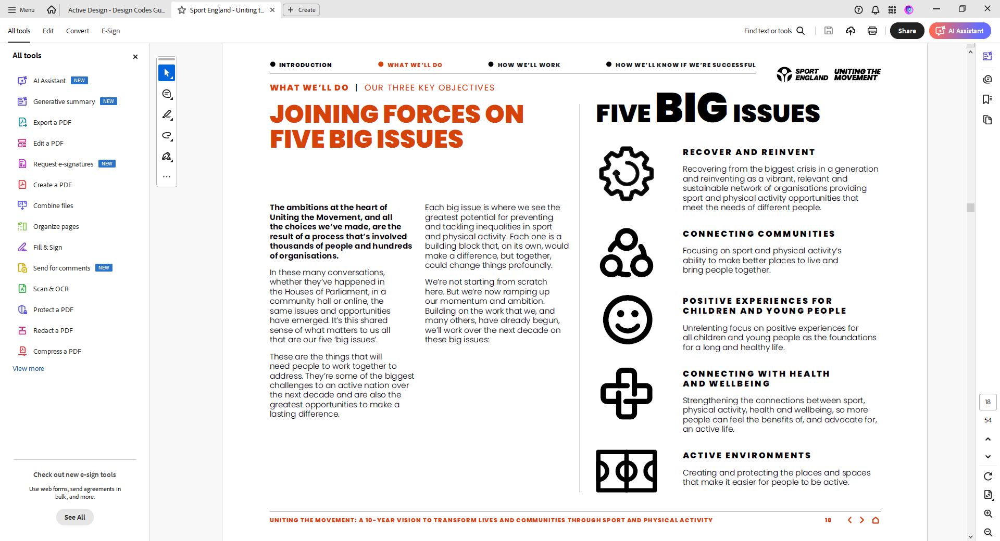 Menu
Active Design - Design Codes Gu...
Sport England - Uniting t...
Create
All tools
Edit
Convert
E-Sign
Find text or tools
Share
AI Assistant
All tools
AI Assistant NEW
Generative summary NEW
Export a PDF
Edit a PDF
Request e-signatures NEW
Create a PDF
Combine files
Organize pages
Fill & Sign
Send for comments NEW
Scan & OCR
Protect a PDF
Redact a PDF
Compress a PDF
View more
Check out new e-sign tools
Use web forms, send agreements in
bulk, and more.
See All
INTRODUCTION
WHAT WE'LL DO
HOW WE'LL WORK
HOW WE'LL KNOW IF WE'RE SUCCESSFUL
SPORT ENGLAND
UNITING THE MOVEMENT
WHAT WE'LL DO | OUR THREE KEY OBJECTIVES
JOINING FORCES ON
FIVE BIG ISSUES
The ambitions at the heart of
Uniting the Movement, and all
the choices we've made, are the
result of a process that's involved
thousands of people and hundreds
of organisations.
In these many conversations,
whether they've happened in
the Houses of Parliament, in a
community hall or online, the
same issues and opportunities
have emerged. It's this shared
sense of what matters to us all
that are our five 'big issues'.
These are the things that will
need people to work together to
address. They're some of the biggest
challenges to an active nation over
the next decade and are also the
greatest opportunities to make a
lasting difference.
Each big issue is where we see the
greatest potential for preventing
and tackling inequalities in sport
and physical activity. Each one is a
building block that, on its own, would
make a difference, but together,
could change things profoundly.
We're not starting from scratch
here. But we're now ramping up
our momentum and ambition.
Building on the work that we, and
many others, have already begun,
we'll work over the next decade on
these big issues:
FIVE BIG ISSUES
RECOVER AND REINVENT
Recovering from the biggest crisis in a generation
and reinventing as a vibrant, relevant and
sustainable network of organisations providing
sport and physical activity opportunities that
meet the needs of different people.
CONNECTING COMMUNITIES
Focusing on sport and physical activity's
ability to make better places to live and
bring people together.
POSITIVE EXPERIENCES FOR
CHILDREN AND YOUNG PEOPLE
Unrelenting focus on positive experiences for
all children and young people as the foundations
for a long and healthy life.
CONNECTING WITH HEALTH
AND WELLBEING
Strengthening the connections between sport,
physical activity, health and wellbeing, so more
people can feel the benefits of, and advocate for,
an active life.
ACTIVE ENVIRONMENTS
Creating and protecting the places and spaces
that make it easier for people to be active.
UNITING THE MOVEMENT: A 10-YEAR VISION TO TRANSFORM LIVES AND COMMUNITIES THROUGH SPORT AND PHYSICAL ACTIVITY
18
18
54